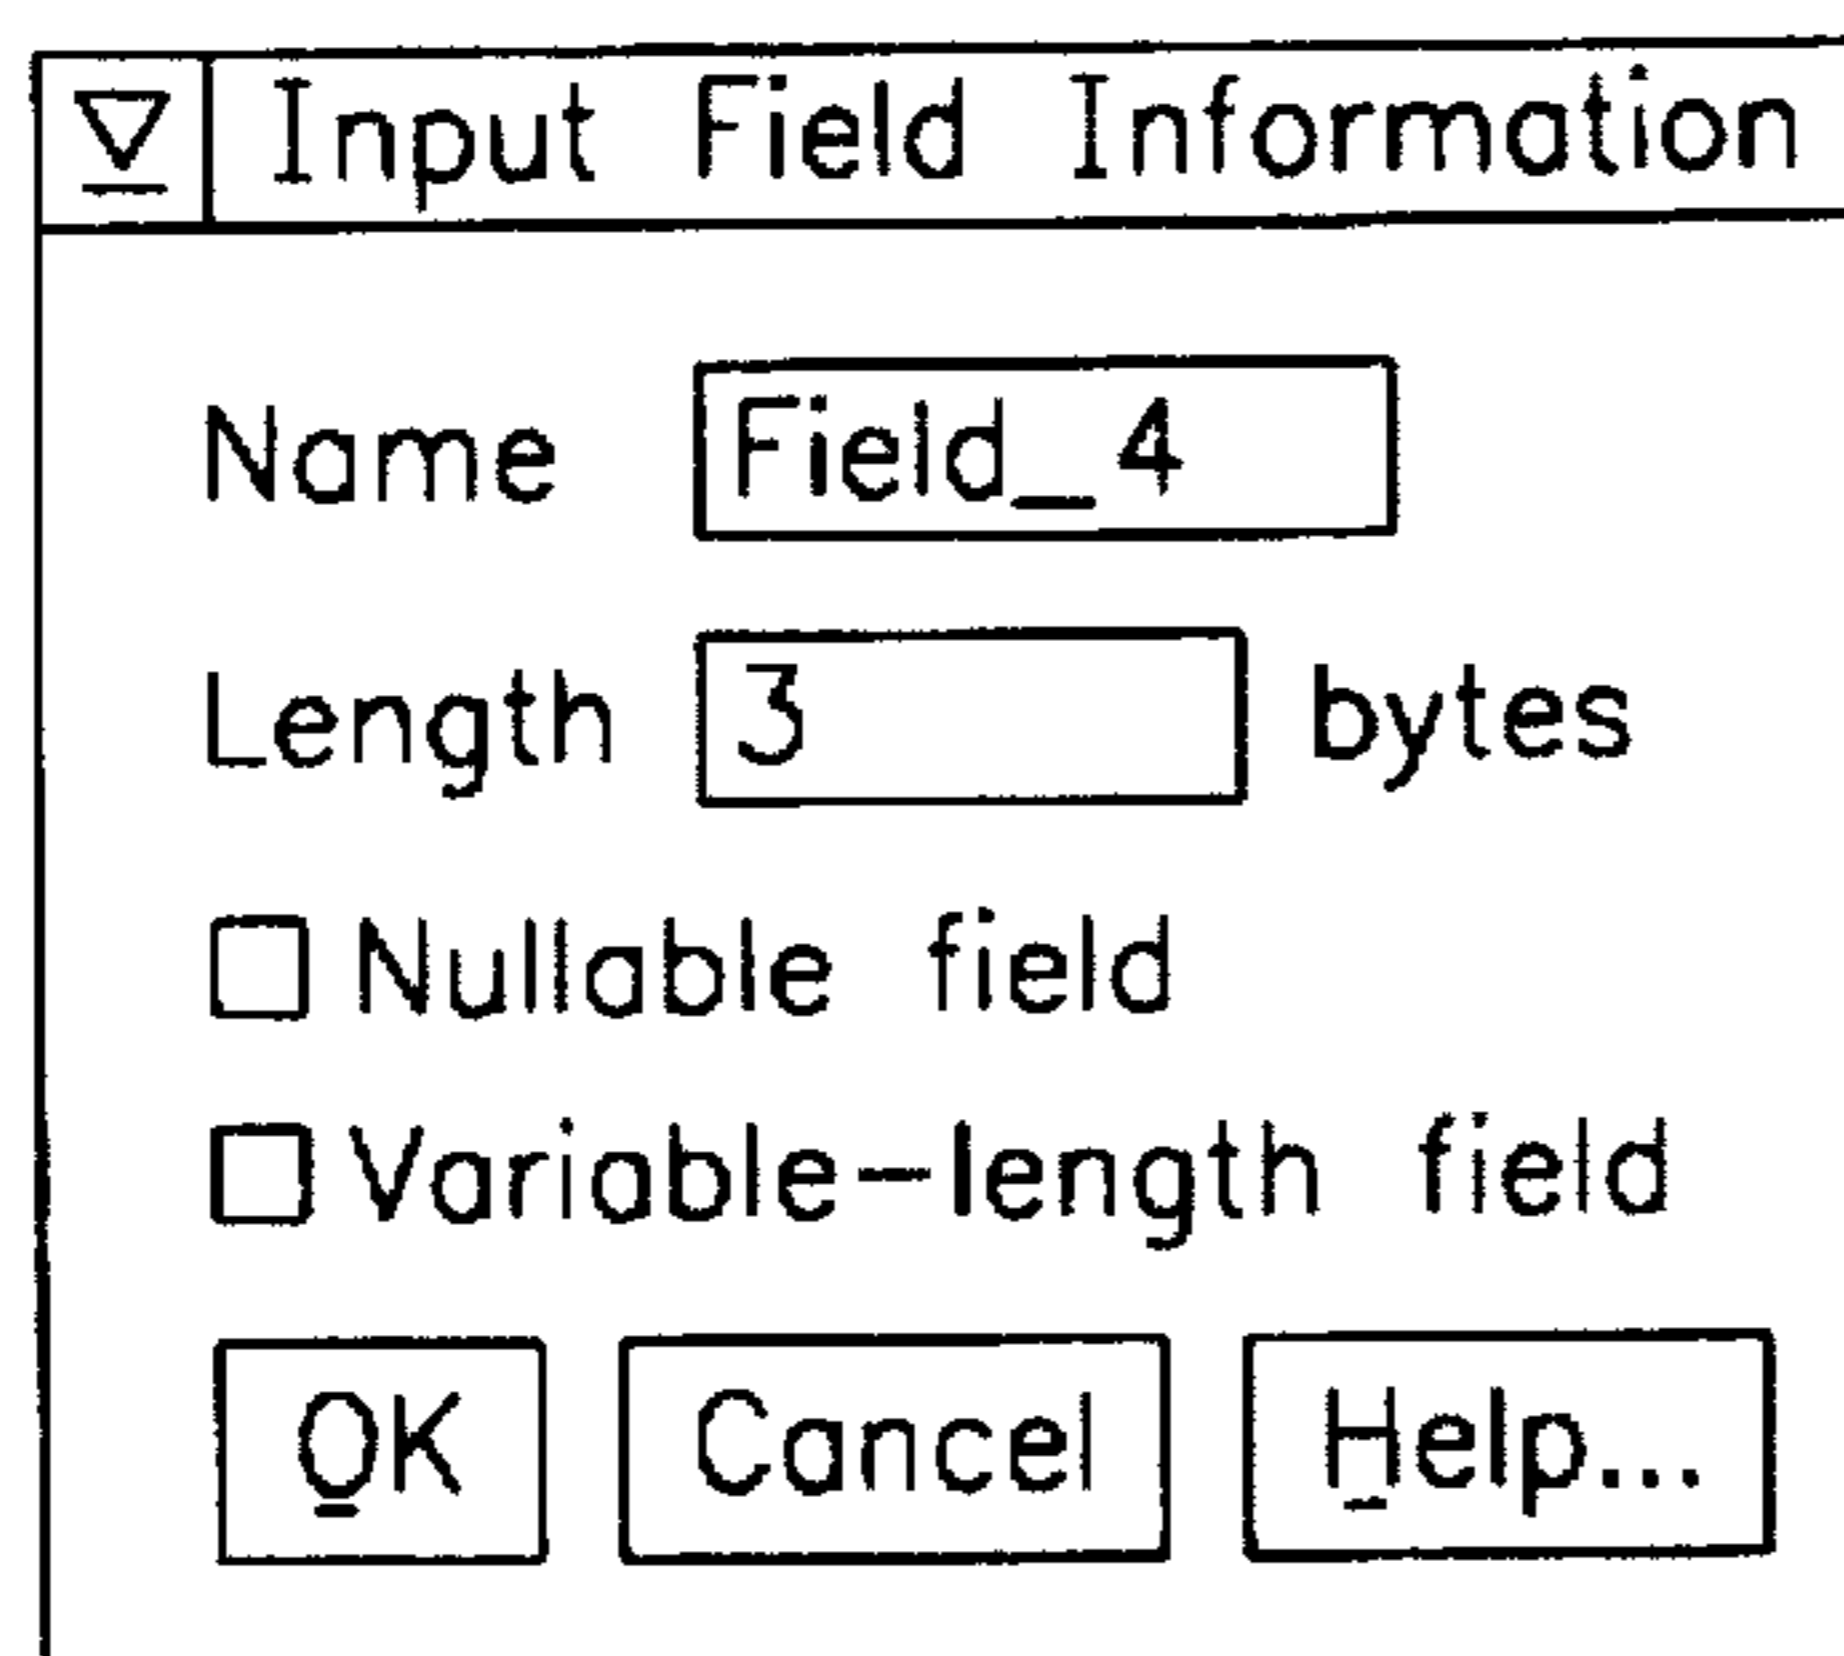 Input Field Information
Name Field_4
Length 3 bytes
Nullable field
Variable-length field
OK Cancel Help...